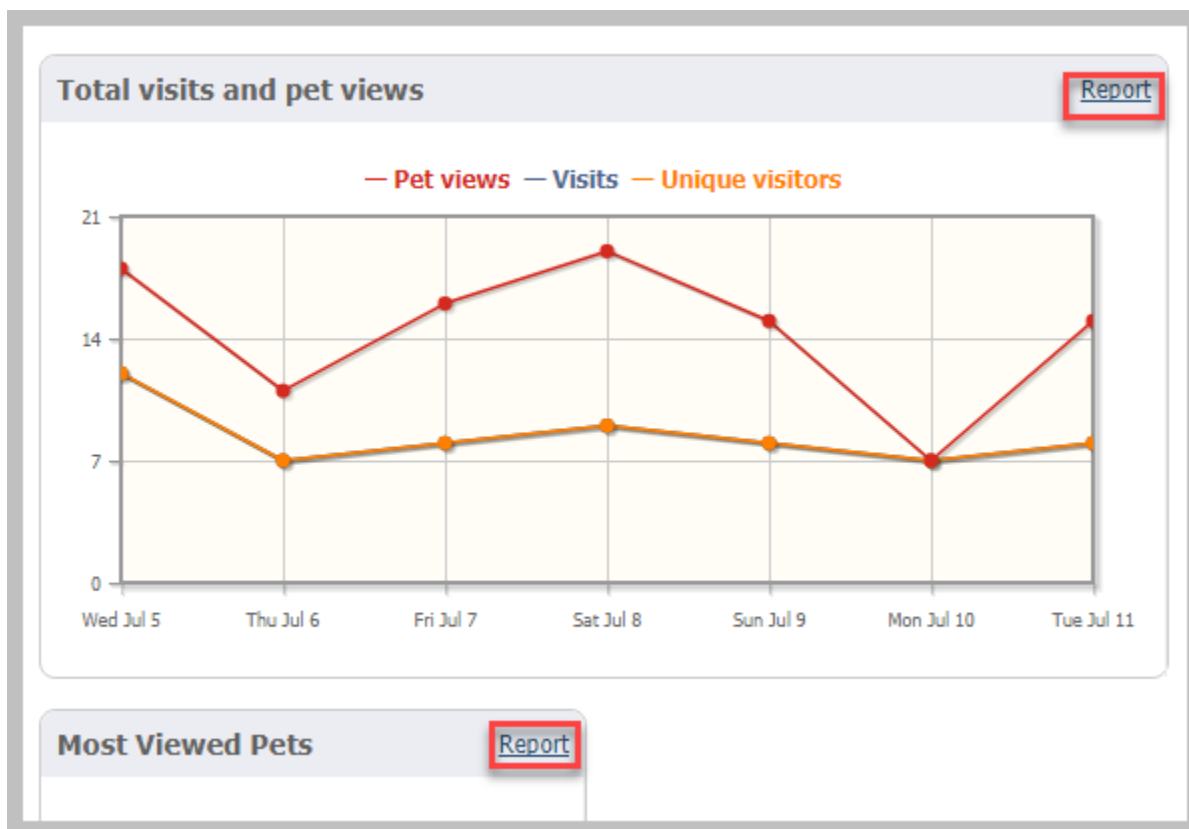 Total visits and pet views Report
— Pet views — Visits — Unique visitors
21
14
7
0
Wed Jul 5 Thu Jul 6 Fri Jul 7 Sat Jul 8 Sun Jul 9 Mon Jul 10 Tue Jul 11
Most Viewed Pets Report